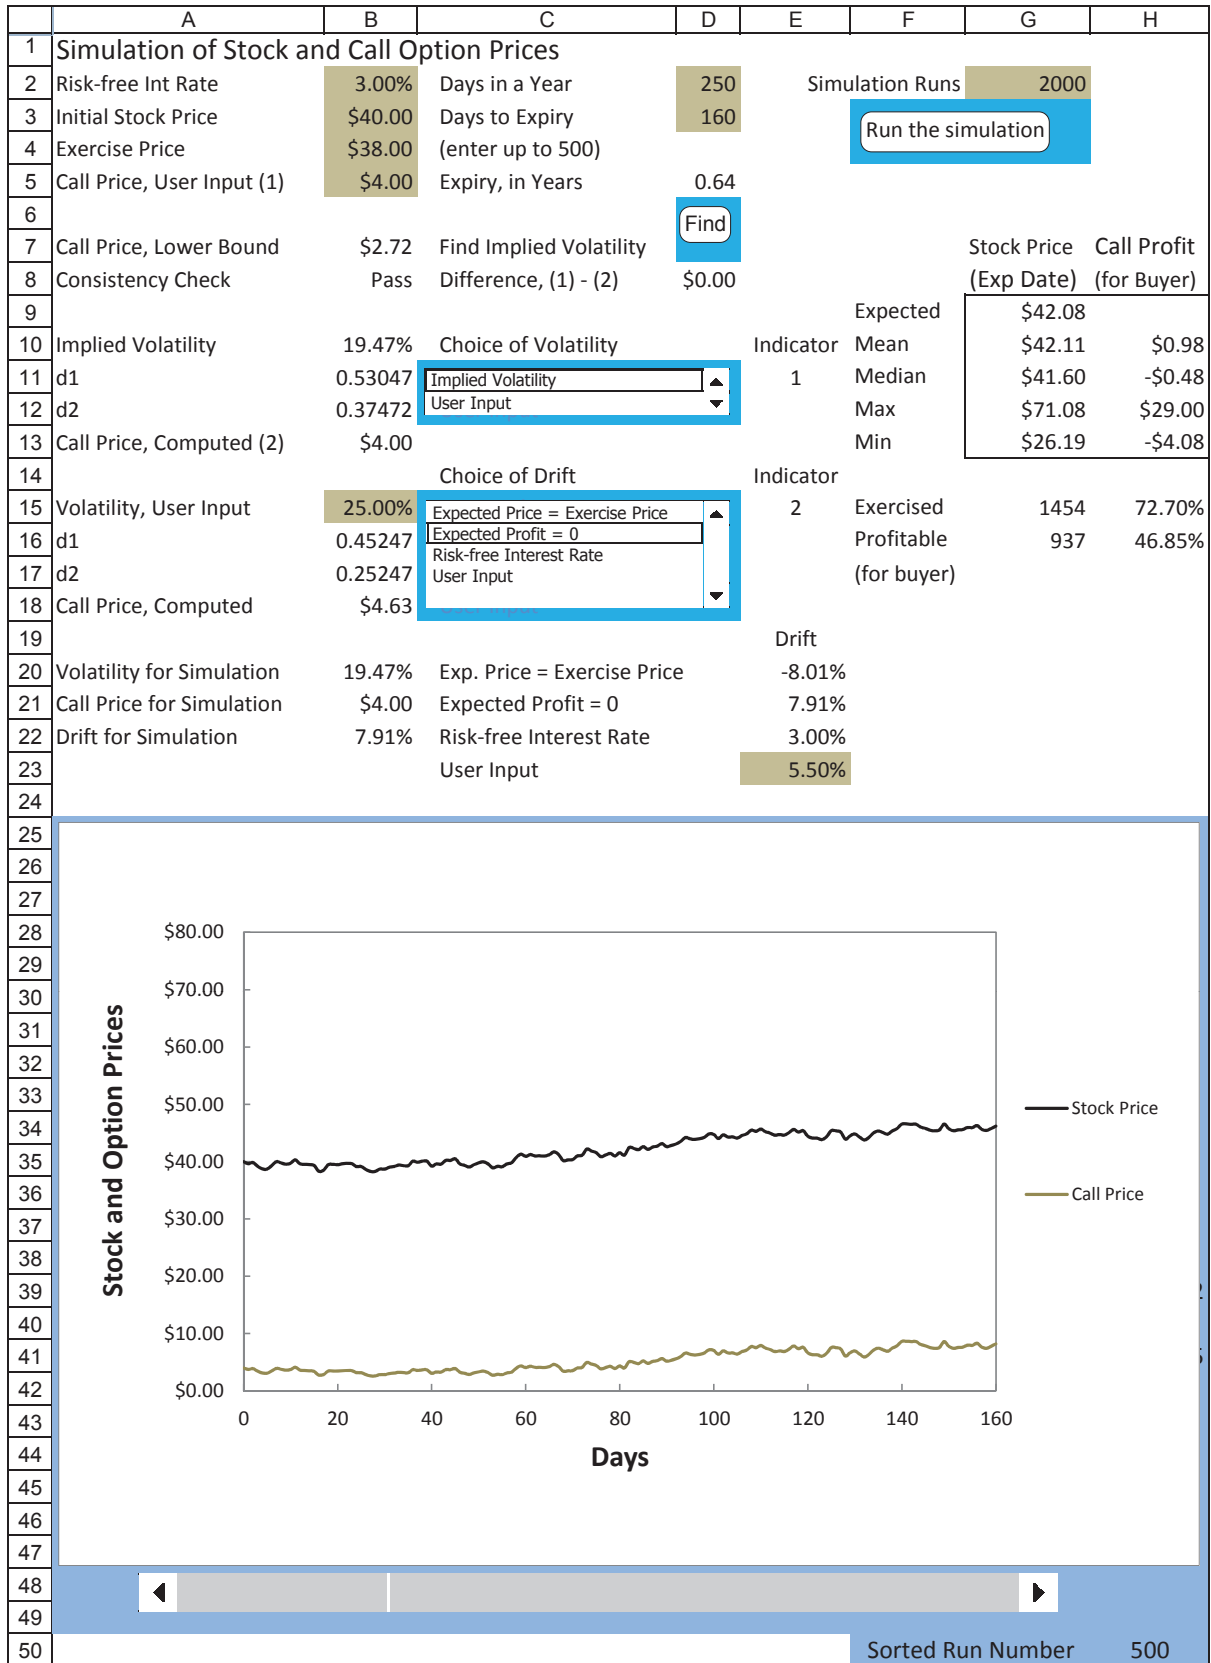 A B C D E F G H
1 Simulation of Stock and Call Option Prices
2 Risk-free Int Rate 3.00% Days in a Year 250 Simulation Runs 2000
3 Initial Stock Price $40.00 Days to Expiry 160 Run the simulation
4 Exercise Price $38.00 (enter up to 500)
5 Call Price, User Input (1) $4.00 Expiry, in Years 0.64
6 Find
7 Call Price, Lower Bound $2.72 Find Implied Volatility Stock Price Call Profit
8 Consistency Check Pass Difference, (1) - (2) $0.00 (Exp Date) (for Buyer)
9 Expected $42.08
10 Implied Volatility 19.47% Choice of Volatility Indicator Mean $42.11 $0.98
11 d1 0.53047 Implied Volatility 1 Median $41.60 -$0.48
12 d2 0.37472 User Input Max $71.08 $29.00
13 Call Price, Computed (2) $4.00 Min $26.19 -$4.08
14 Choice of Drift Indicator
15 Volatility, User Input 25.00% Expected Price = Exercise Price 2 Exercised 1454 72.70%
16 d1 0.45247 Expected Profit = 0 Profitable 937 46.85%
Risk-free Interest Rate
17 d2 0.25247 User Input (for buyer)
18 Call Price, Computed $4.63
19 Drift
20 Volatility for Simulation 19.47% Exp. Price = Exercise Price -8.01%
21 Call Price for Simulation $4.00 Expected Profit = 0 7.91%
22 Drift for Simulation 7.91% Risk-free Interest Rate 3.00%
23 User Input 5.50%
24
25
26
27
28 $80.00
29
30 $70.00
31
32 $60.00
33
34 $50.00 Stock Price
35 $40.00
36 Call Price
37 $30.00
38
39 $20.00
40 $10.00
41
42 $0.00
43 0 20 40 60 80 100 120 140 160
44 Days
Stock and Option Prices
45
46
47
48
49
50 Sorted Run Number 500